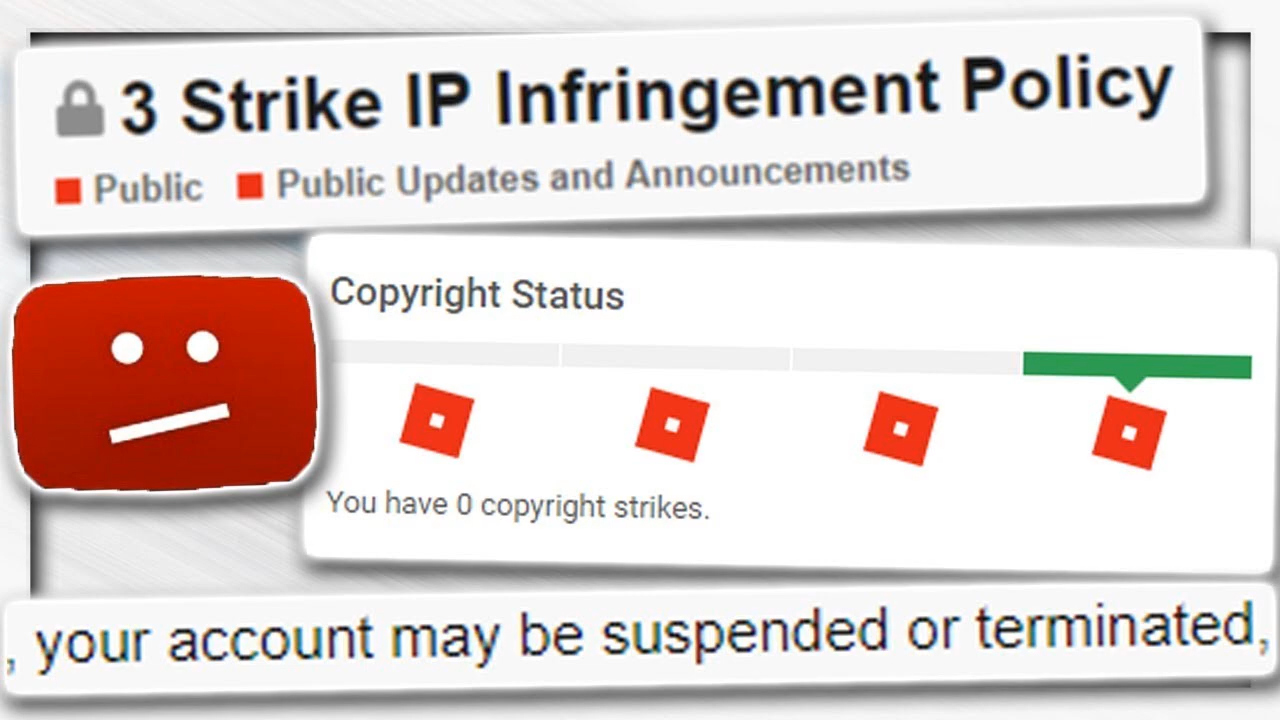 3 Strike IP Infringement Policy
Public Public Updates and Announcements
Copyright Status
You have 0 copyright strikes.
, your account may be suspended or terminated,